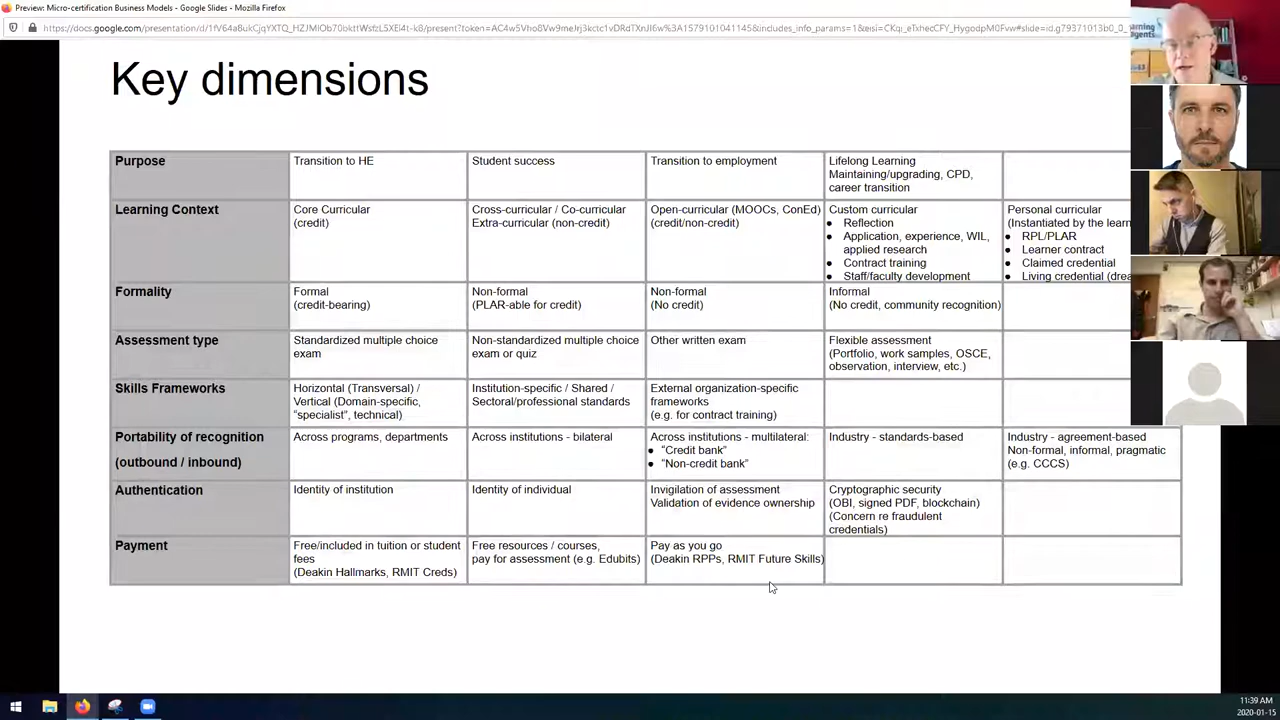 Preview: Micro-certification Business Models - Google Slides - Mozilla Firefox
Key dimensions
Purpose
Transition to HE
Student success
Transition to employment
Lifelong Learning
Maintaining/upgrading, CPD,
career transition
Learning Context
Core Curricular
(credit)
Cross-curricular / Co-curricular
Extra-curricular (non-credit)
Open-curricular (MOOCs, ConEd)
(credit/non-credit)
Custom curricular
● Reflection
● Application, experience, WIL,
applied research
● Contract training
● Staff/faculty development
Personal curricular
(Instantiated by the learn
● RPL/PLAR
● Learner contract
● Claimed credential
● Living credential (drea
Formality
Formal
(credit-bearing)
Non-formal
(PLAR-able for credit)
Non-formal
(No credit)
Informal
(No credit, community recognition)
Assessment type
Standardized multiple choice
exam
Non-standardized multiple choice
exam or quiz
Other written exam
Flexible assessment
(Portfolio, work samples, OSCE,
observation, interview, etc.)
Skills Frameworks
Horizontal (Transversal) /
Vertical (Domain-specific,
"specialist", technical)
Institution-specific / Shared /
Sectoral/professional standards
External organization-specific
frameworks
(e.g. for contract training)
Portability of recognition
(outbound / inbound)
Across programs, departments
Across institutions - bilateral
Across institutions - multilateral:
● "Credit bank"
● "Non-credit bank"
Industry - standards-based
Industry - agreement-based
Non-formal, informal, pragmatic
(e.g. CCCS)
Authentication
Identity of institution
Identity of individual
Invigilation of assessment
Validation of evidence ownership
Cryptographic security
(OBI, signed PDF, blockchain)
(Concern re fraudulent
credentials)
Payment
Free/included in tuition or student
fees
(Deakin Hallmarks, RMIT Creds)
Free resources / courses,
pay for assessment (e.g. Edubits)
Pay as you go
(Deakin RPPs, RMIT Future Skills)
11:39 AM
2020-01-15